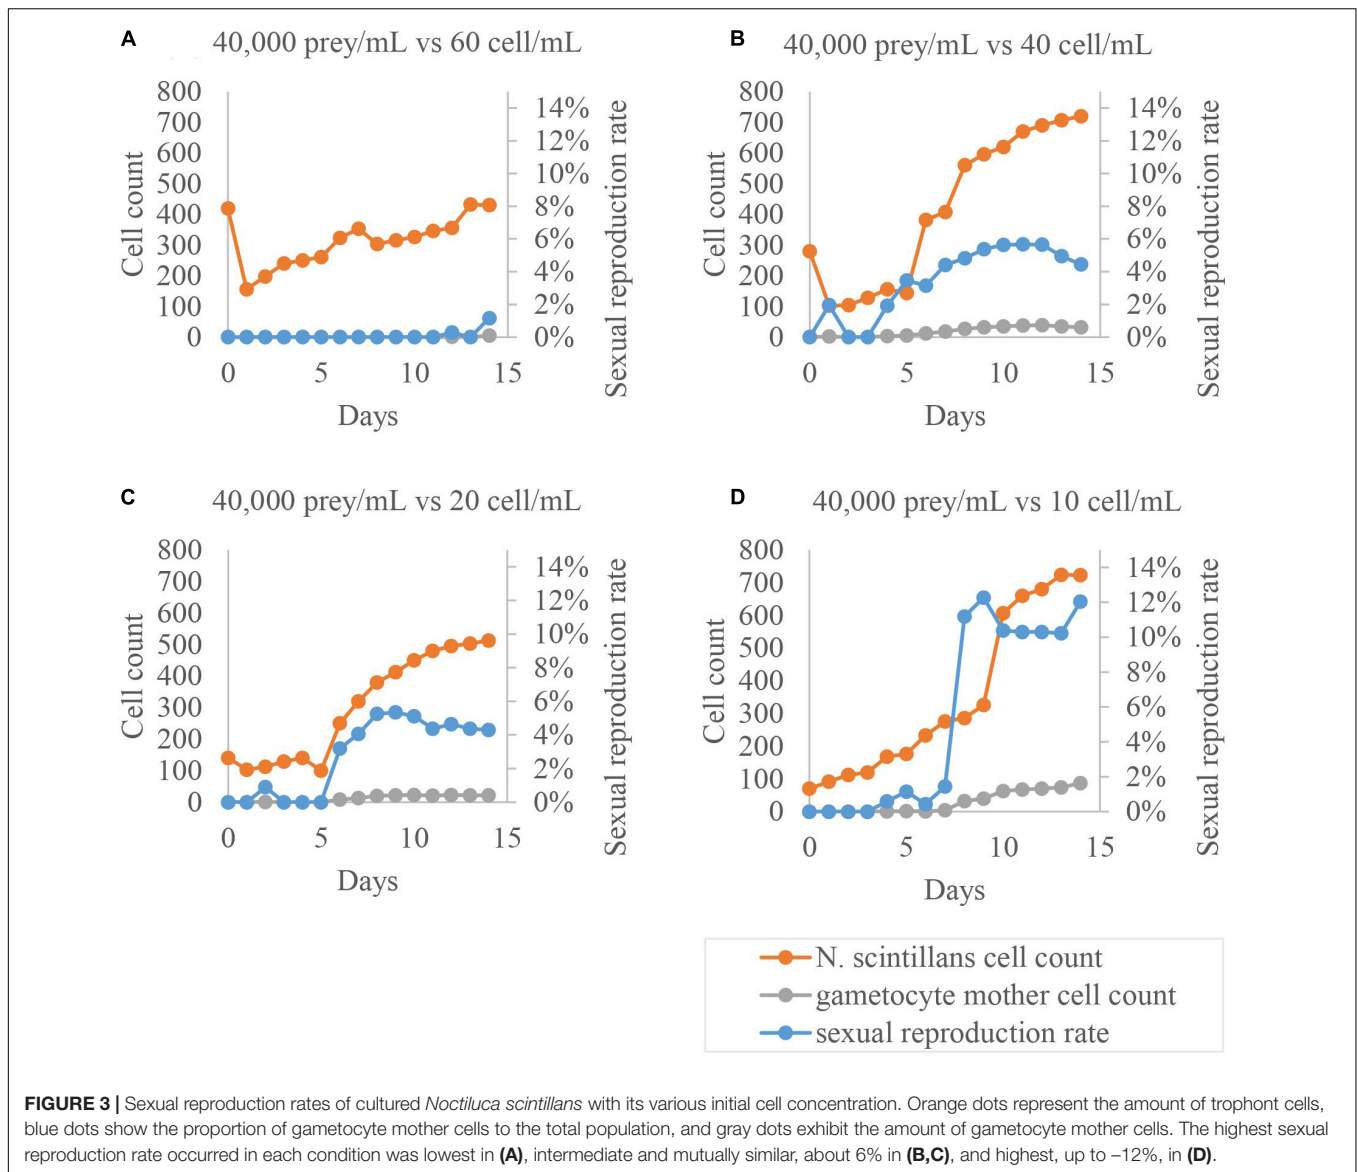 A
40,000 prey/mL vs 60 cell/mL
800
700
600
500
400
300
200
100
0
Cell count
14%
12%
10%
8%
6%
4%
2%
0%
Sexual reproduction rate
0 5 10 15
Days
B
40,000 prey/mL vs 40 cell/mL
800
700
600
500
400
300
200
100
0
Cell count
14%
12%
10%
8%
6%
4%
2%
0%
Sexual reproduction rate
0 5 10 15
Days
C
40,000 prey/mL vs 20 cell/mL
800
700
600
500
400
300
200
100
0
Cell count
14%
12%
10%
8%
6%
4%
2%
0%
Sexual reproduction rate
0 5 10 15
Days
D
40,000 prey/mL vs 10 cell/mL
800
700
600
500
400
300
200
100
0
Cell count
14%
12%
10%
8%
6%
4%
2%
0%
Sexual reproduction rate
0 5 10 15
Days
N. scintillans cell count
gametocyte mother cell count
sexual reproduction rate
FIGURE 3 | Sexual reproduction rates of cultured Noctiluca scintillans with its various initial cell concentration. Orange dots represent the amount of trophont cells,
blue dots show the proportion of gametocyte mother cells to the total population, and gray dots exhibit the amount of gametocyte mother cells. The highest sexual
reproduction rate occurred in each condition was lowest in (A), intermediate and mutually similar, about 6% in (B,C), and highest, up to –12%, in (D).